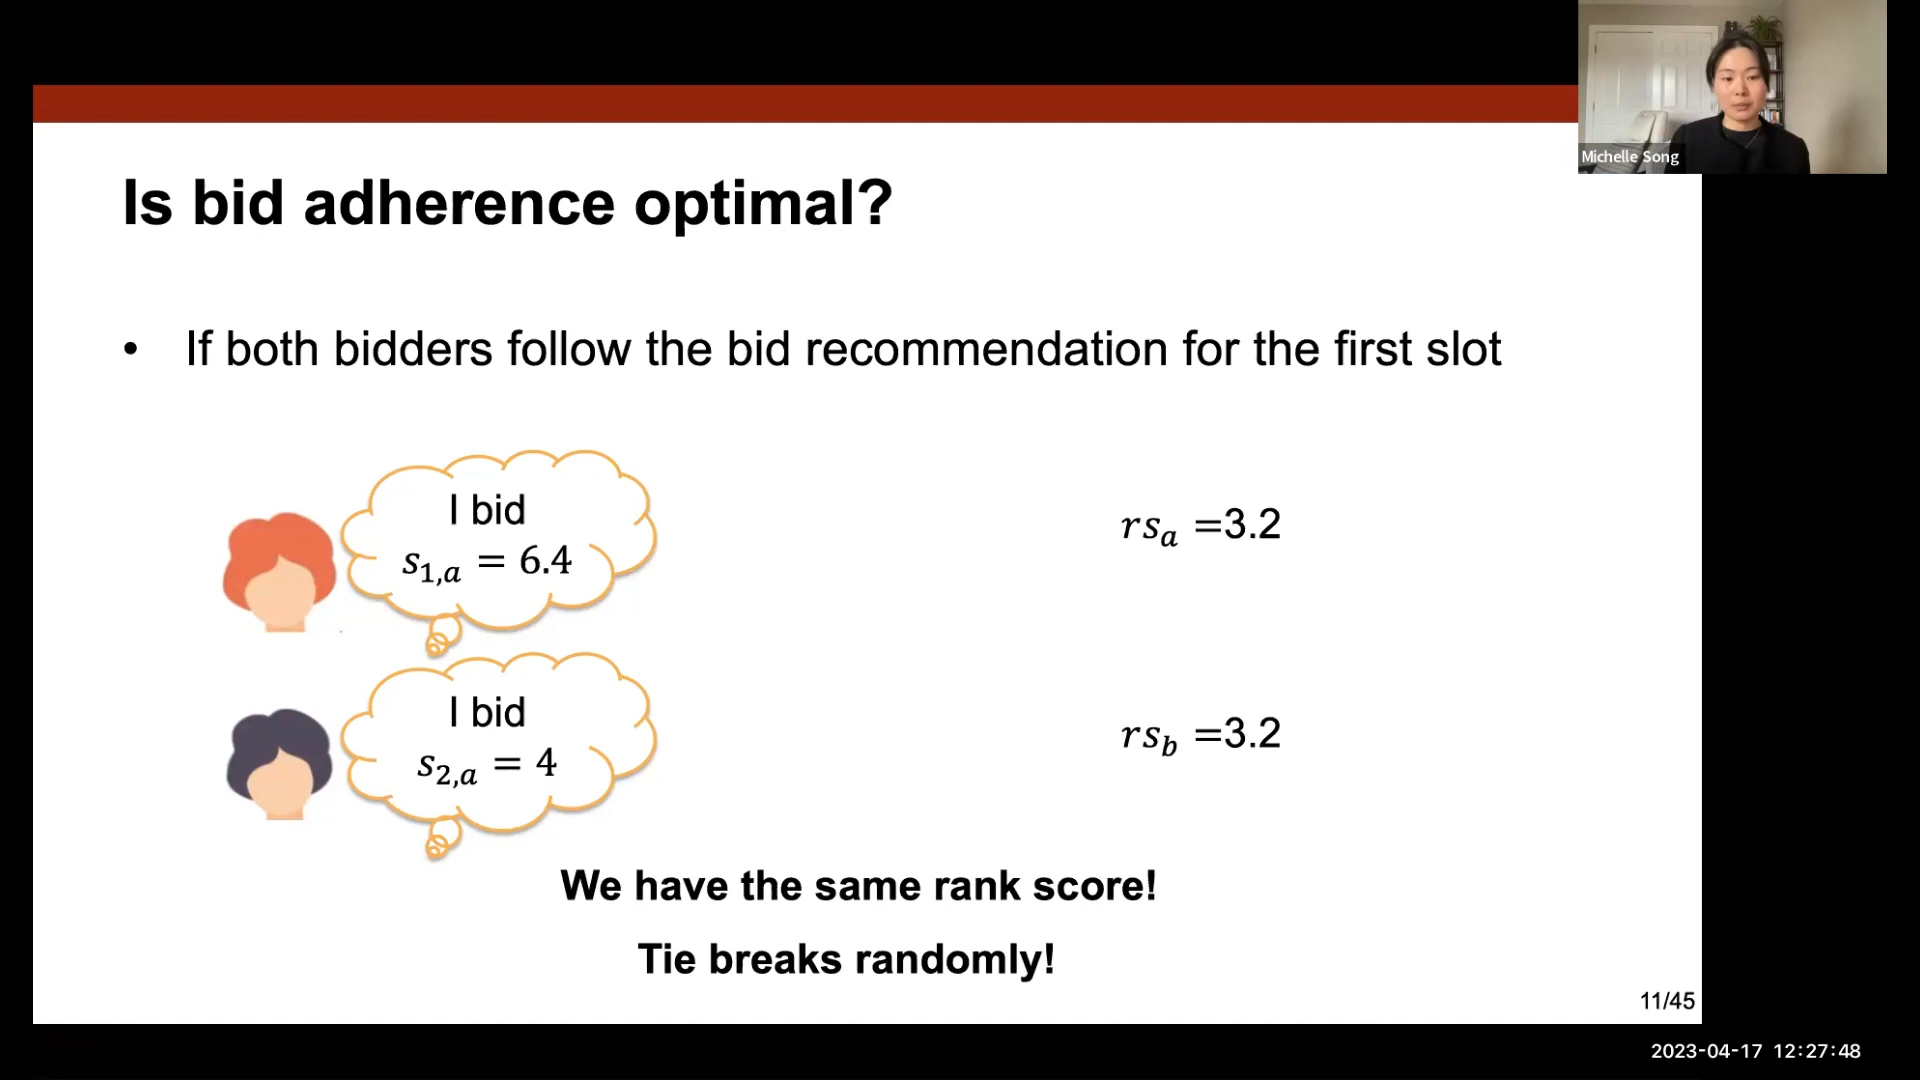 Michelle Song
Is bid adherence optimal?
• If both bidders follow the bid recommendation for the first slot
I bid
𝑠1,𝑎 = 6.4
𝑟𝑠𝑎 =3.2
I bid
𝑠2,𝑎 = 4
𝑟𝑠𝑏 =3.2
We have the same rank score!
Tie breaks randomly!
11/45
2023-04-17 12:27:48